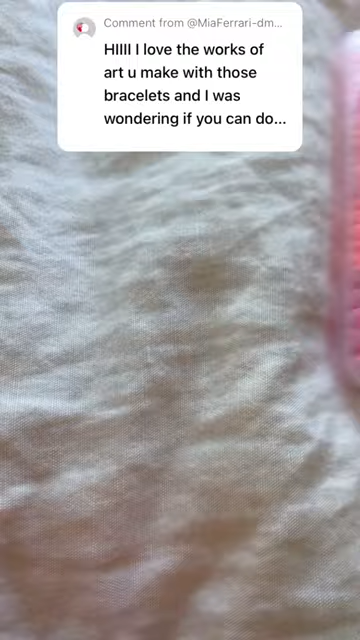 Comment from @MiaFerrari-dm...
HIIII I love the works of
art u make with those
bracelets and I was
wondering if you can do...